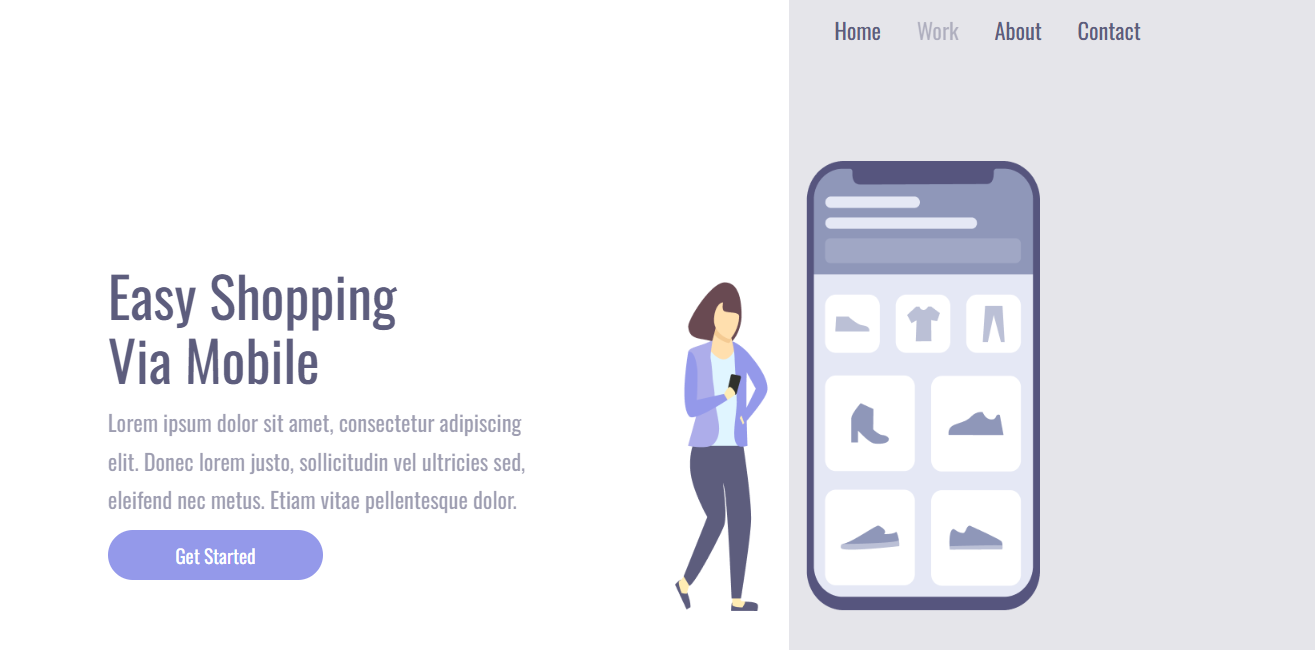 Home Work About Contact
Easy Shopping
Via Mobile
Lorem ipsum dolor sit amet, consectetur adipiscing
elit. Donec lorem justo, sollicitudin vel ultricies sed,
eleifend nec metus. Etiam vitae pellentesque dolor.
Get Started